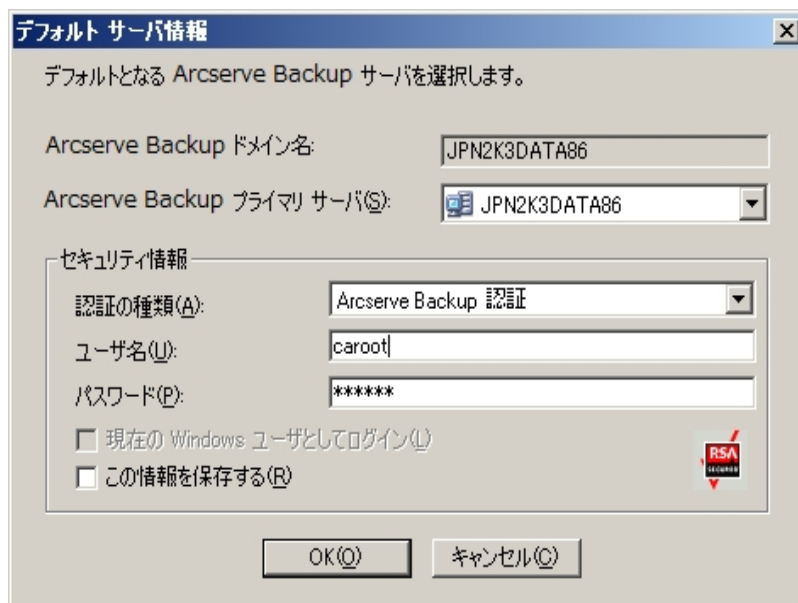 デフォルト サーバ情報
デフォルトとなる Arcserve Backup サーバを選択します。
Arcserve Backup ドメイン名: JPN2K3DATA86
Arcserve Backup プライマリ サーバ(S): JPN2K3DATA86
セキュリティ情報
認証の種類(A): Arcserve Backup 認証
ユーザ名(U): caroot
パスワード(P): ******
現在の Windows ユーザとしてログイン(L)
この情報を保存する(R)
RSA
SECURED
OK(O) キャンセル(C)